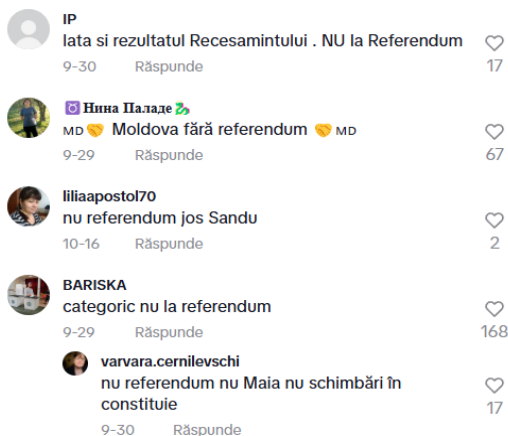 IP
Iata si rezultatul Recesamintului . NU la Referendum
9-30 Răspunde
17
♉ Нина Паладе 🐉
MD 🤝 Moldova fără referendum 🤝 MD
9-29 Răspunde
67
liliaapostol70
nu referendum jos Sandu
10-16 Răspunde
2
BARISKA
categoric nu la referendum
9-29 Răspunde
168
varvara.cernilevschi
nu referendum nu Maia nu schimbări în
constituie
9-30 Răspunde
17